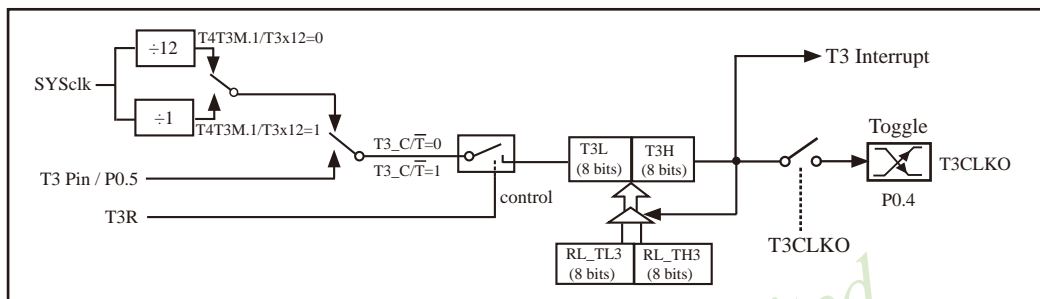 T4T3M.1/T3x12=0
÷12
SYSclk
÷1
T4T3M.1/T3x12=1
T3 Interrupt
Toggle
T3_C/T̅=0
T3_C/T̅=1
T3L
(8 bits)
T3H
(8 bits)
T3CLKO
P0.4
T3 Pin / P0.5
control
T3R
T3CLKO
RL_TL3
(8 bits)
RL_TH3
(8 bits)